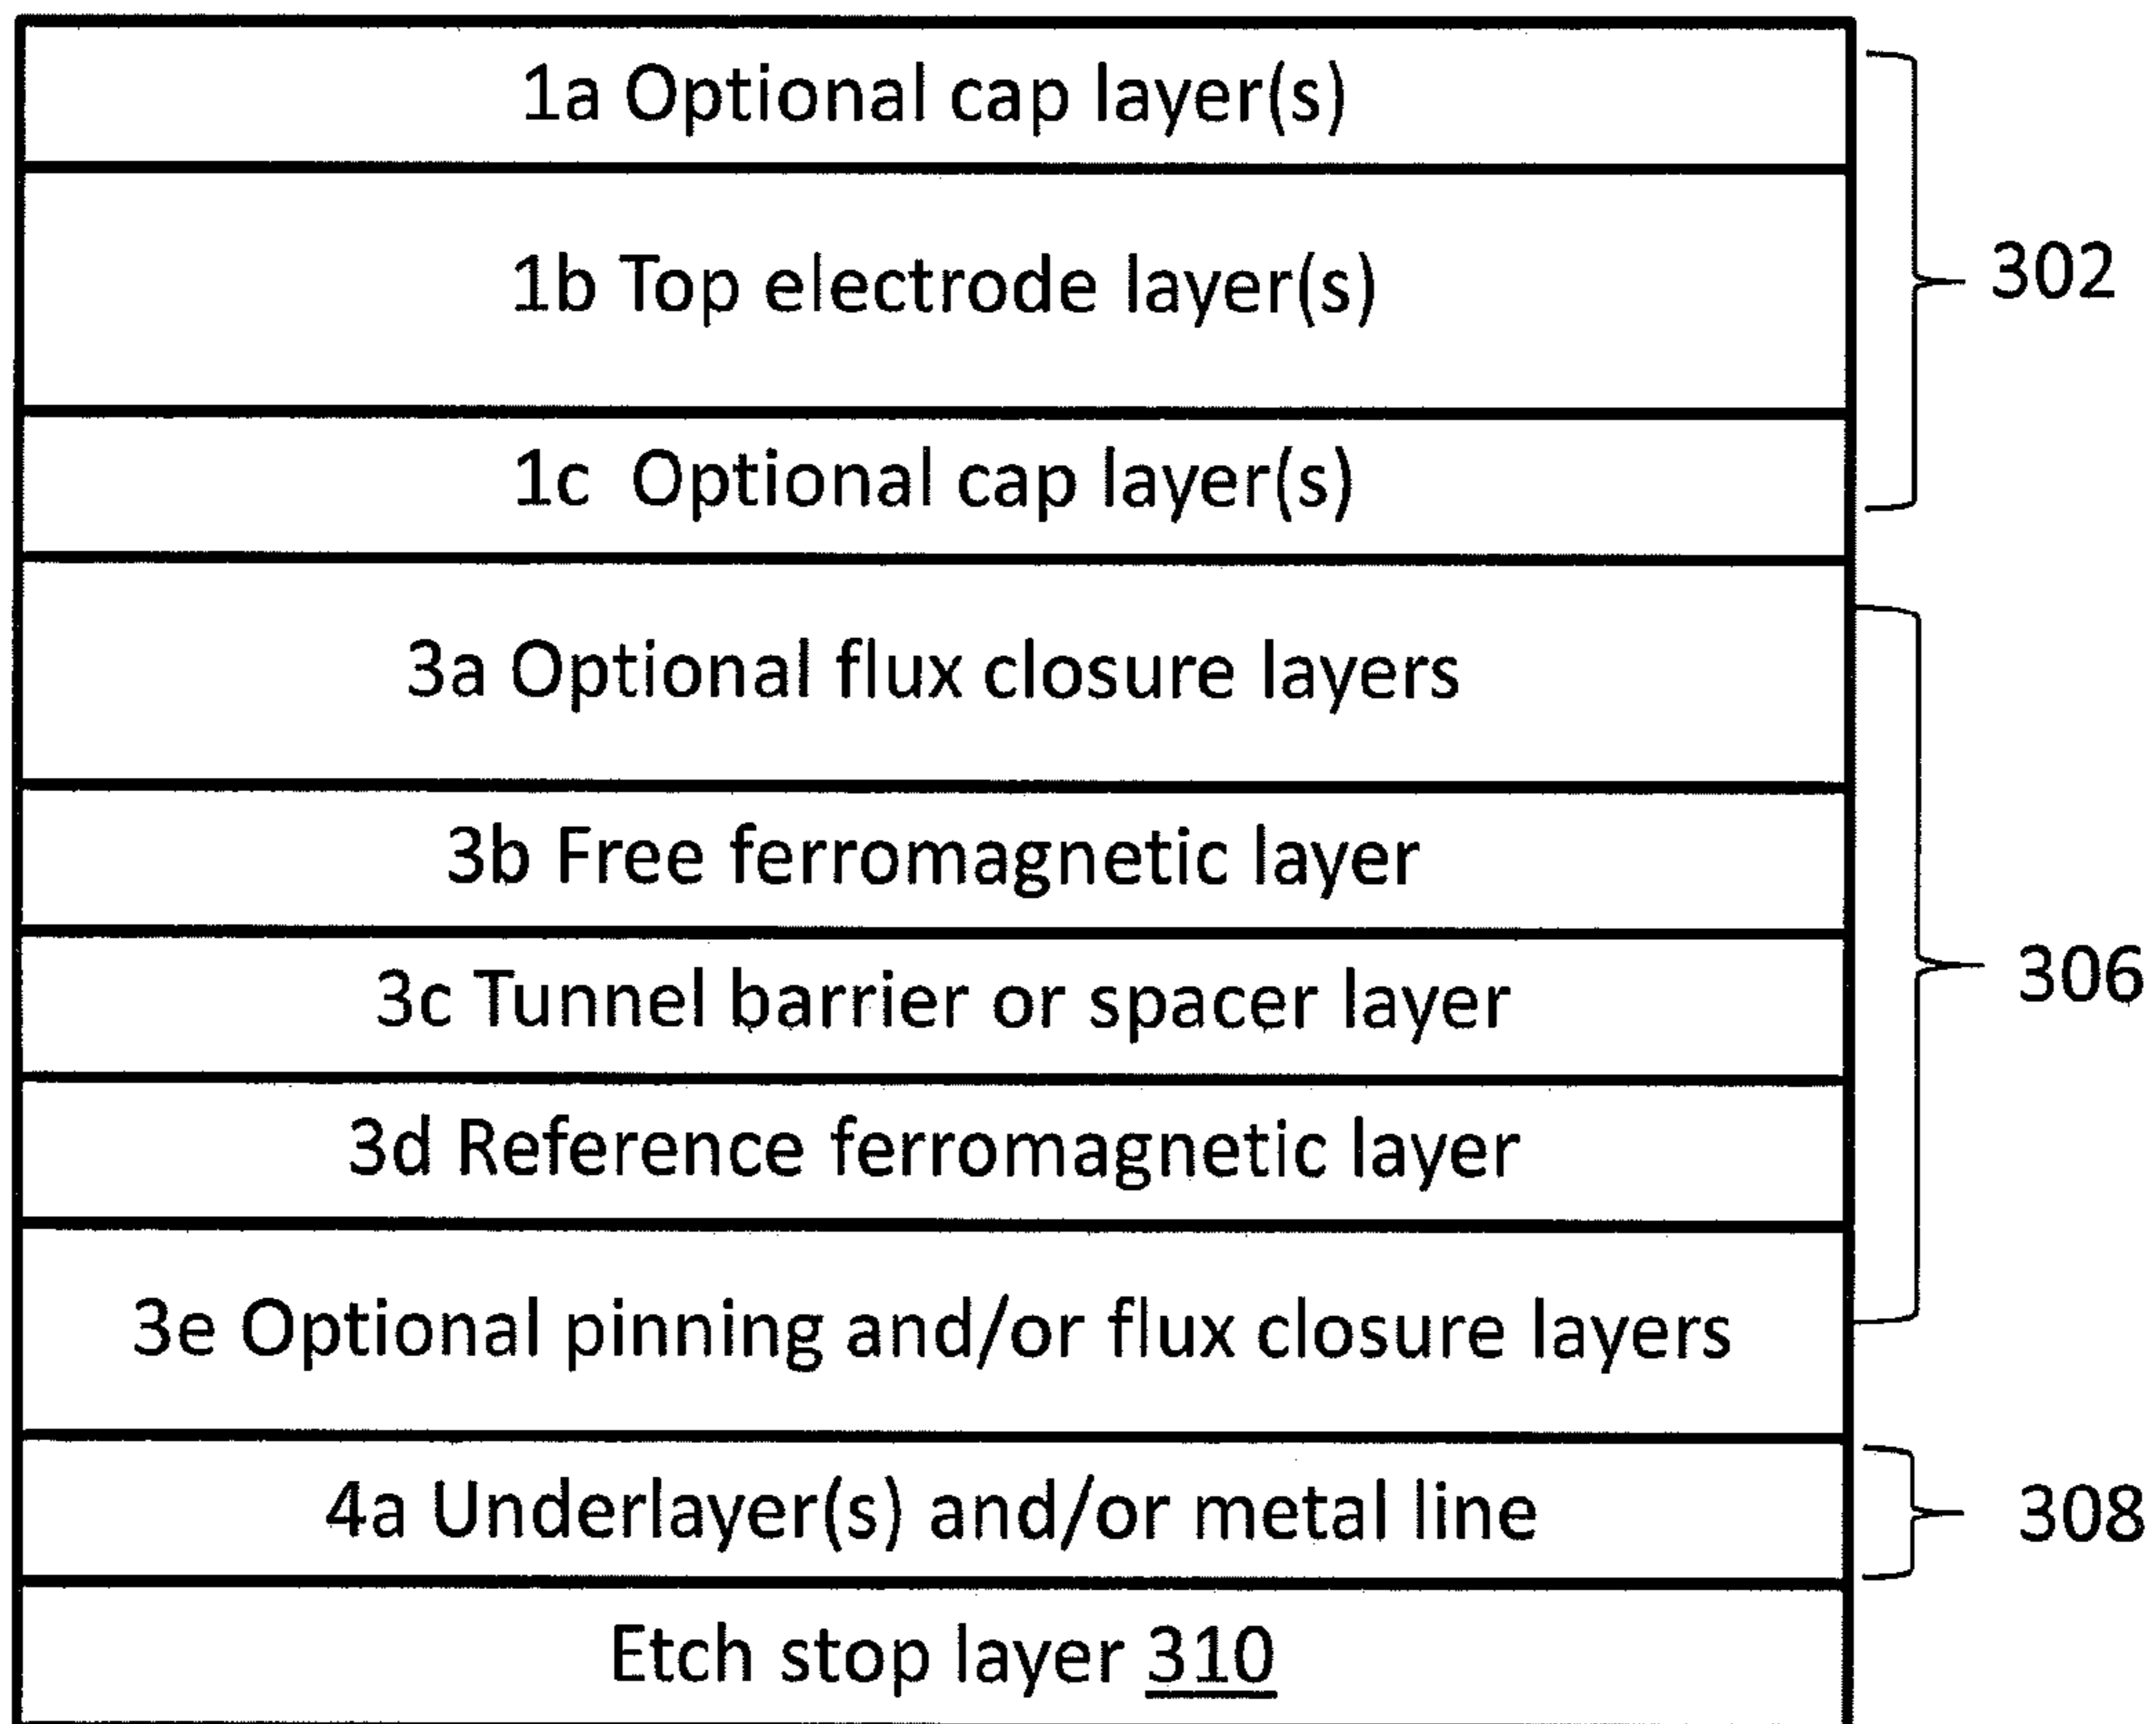 1a Optional cap layer(s)
1b Top electrode layer(s)
302
1c Optional cap layer(s)
3a Optional flux closure layers
3b Free ferromagnetic layer
3c Tunnel barrier or spacer layer
306
3d Reference ferromagnetic layer
3e Optional pinning and/or flux closure layers
4a Underlayer(s) and/or metal line
308
Etch stop layer 310